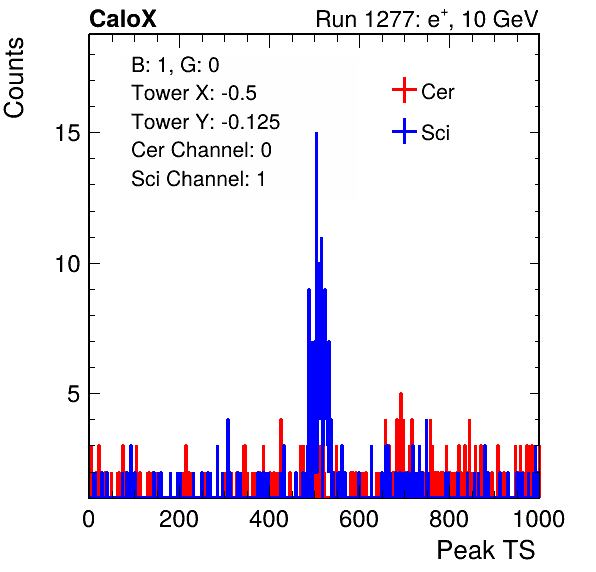 CaloX Run 1277: e⁺, 10 GeV
Counts
B: 1, G: 0
Tower X: -0.5
Tower Y: -0.125
Cer Channel: 0
Sci Channel: 1
Cer
Sci
15
10
5
0 200 400 600 800 1000
Peak TS